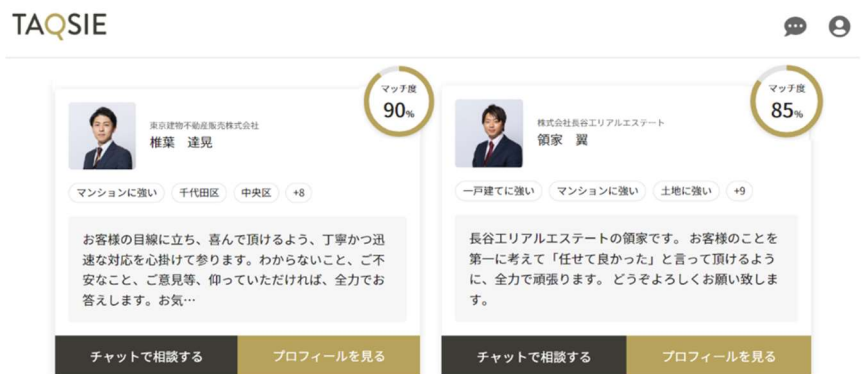 TAQSIE
マッチ度
90%
東京建物不動産販売株式会社
椎葉 達晃
マンションに強い 千代田区 中央区 +8
お客様の目線に立ち、喜んで頂けるよう、丁寧かつ迅
速な対応を心掛けて参ります。わからないこと、ご不
安なこと、ご意見等、仰っていただければ、全力でお
答えします。お気…
チャットで相談する プロフィールを見る
マッチ度
85%
株式会社長谷工リアルエステート
領家 翼
一戸建てに強い マンションに強い 土地に強い +9
長谷工リアルエステートの領家です。 お客様のことを
第一に考えて「任せて良かった」と言って頂けるよう
に、全力で頑張ります。 どうぞよろしくお願い致しま
す。
チャットで相談する プロフィールを見る